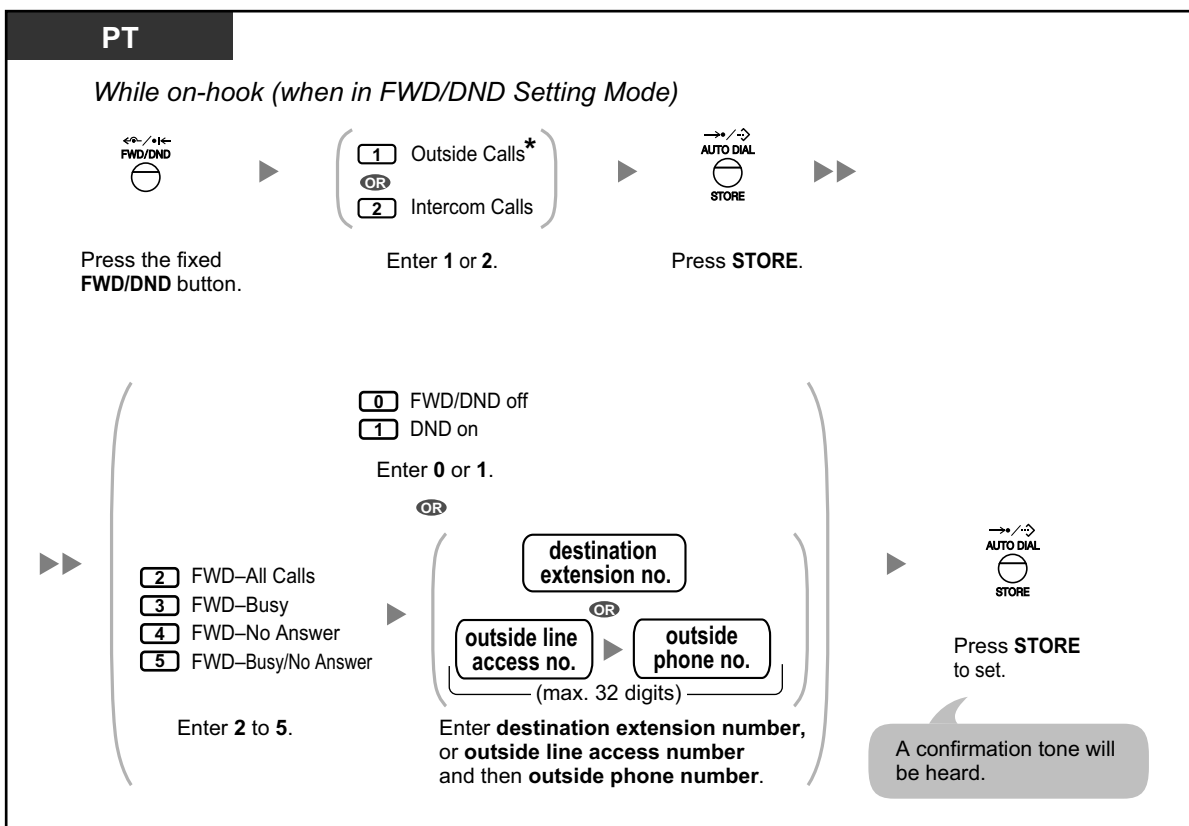 PT
While on-hook (when in FWD/DND Setting Mode)
FWD/DND
1 Outside Calls*
OR
2 Intercom Calls
AUTO DIAL
STORE
Press the fixed
FWD/DND button.
Enter 1 or 2.
Press STORE.
0 FWD/DND off
1 DND on
Enter 0 or 1.
OR
2 FWD–All Calls
3 FWD–Busy
4 FWD–No Answer
5 FWD–Busy/No Answer
Enter 2 to 5.
destination
extension no.
OR
outside line
access no.
outside
phone no.
(max. 32 digits)
Enter destination extension number,
or outside line access number
and then outside phone number.
AUTO DIAL
STORE
Press STORE
to set.
A confirmation tone will
be heard.